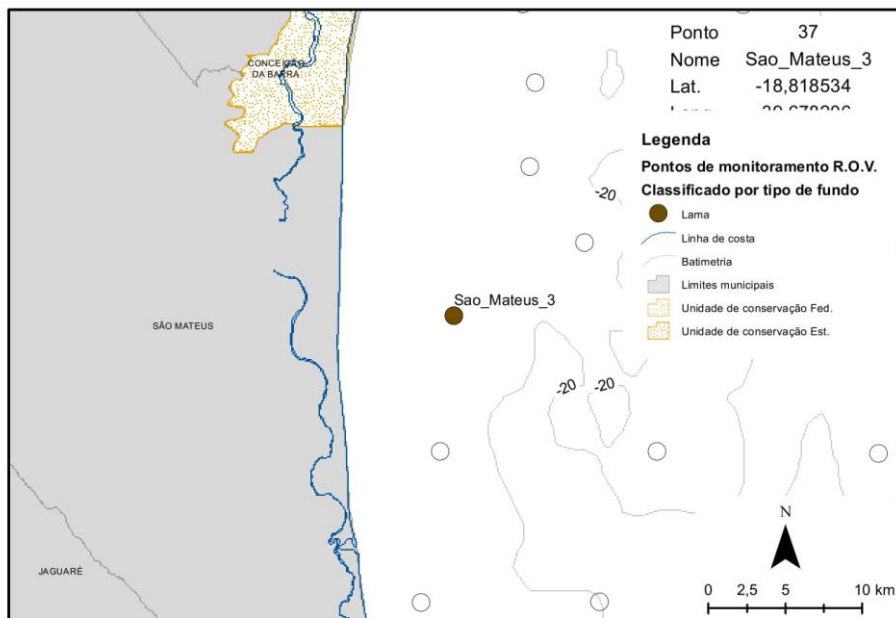 Ponto 37
Nome Sao_Mateus_3
Lat. -18,818534
Legenda
Pontos de monitoramento R.O.V.
Classificado por tipo de fundo
Lama
Linha de costa
Batimetria
Limites municipais
Unidade de conservação Fed.
Unidade de conservação Est.
CONCEIÇÃO
DA BARRA
-20
Sao_Mateus_3
SÃO MATEUS
-20
-20
JAGUARÉ
N
0 2,5 5 10 km